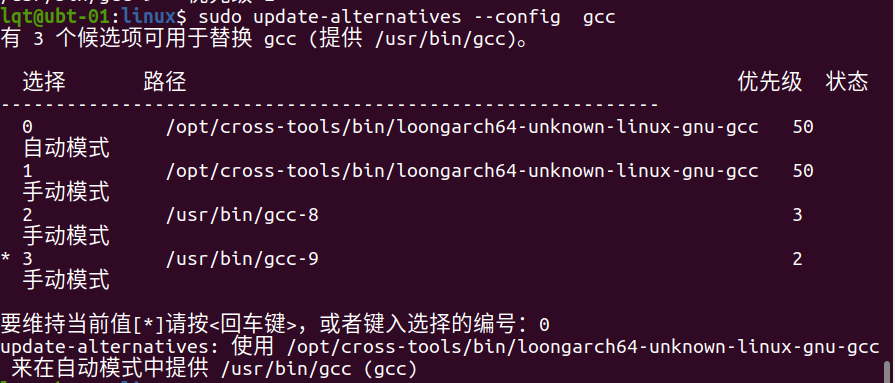 lqt@ubt-01:linux$ sudo update-alternatives --config  gcc
有 3 个候选项可用于替换 gcc (提供 /usr/bin/gcc)。
选择 路径 优先级 状态
------------------------------------------------------------
0 /opt/cross-tools/bin/loongarch64-unknown-linux-gnu-gcc 50
自动模式
1 /opt/cross-tools/bin/loongarch64-unknown-linux-gnu-gcc 50
手动模式
2 /usr/bin/gcc-8 3
手动模式
* 3 /usr/bin/gcc-9 2
手动模式
要维持当前值[*]请按<回车键>，或者键入选择的编号：0
update-alternatives: 使用 /opt/cross-tools/bin/loongarch64-unknown-linux-gnu-gcc
来在自动模式中提供 /usr/bin/gcc (gcc)